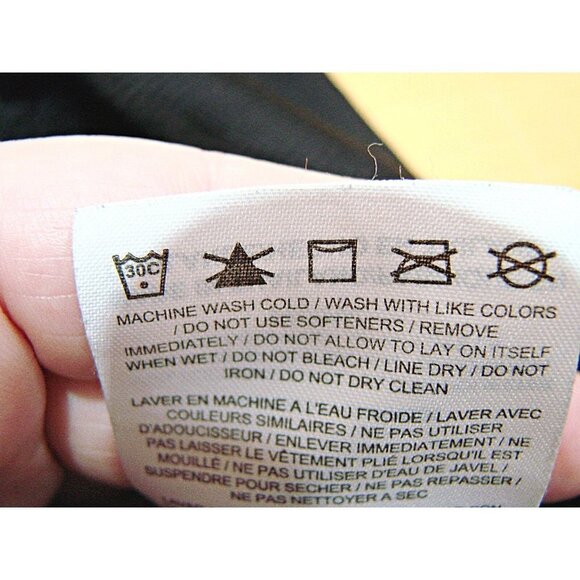 30C
MACHINE WASH COLD / WASH WITH LIKE COLORS
/ DO NOT USE SOFTENERS / REMOVE
IMMEDIATELY / DO NOT ALLOW TO LAY ON ITSELF
WHEN WET / DO NOT BLEACH / LINE DRY / DO NOT
IRON / DO NOT DRY CLEAN
LAVER EN MACHINE A L'EAU FROIDE / LAVER AVEC
COULEURS SIMILAIRES / NE PAS UTILISER
D'ADOUCISSEUR / ENLEVER IMMEDIATEMENT / NE
PAS LAISSER LE VÊTEMENT PLIÉ LORSQU'IL EST
MOUILLÉ / NE PAS UTILISER D'EAU DE JAVEL /
SUSPENDRE POUR SECHER / NE PAS REPASSER /
NE PAS NETTOYER A SEC